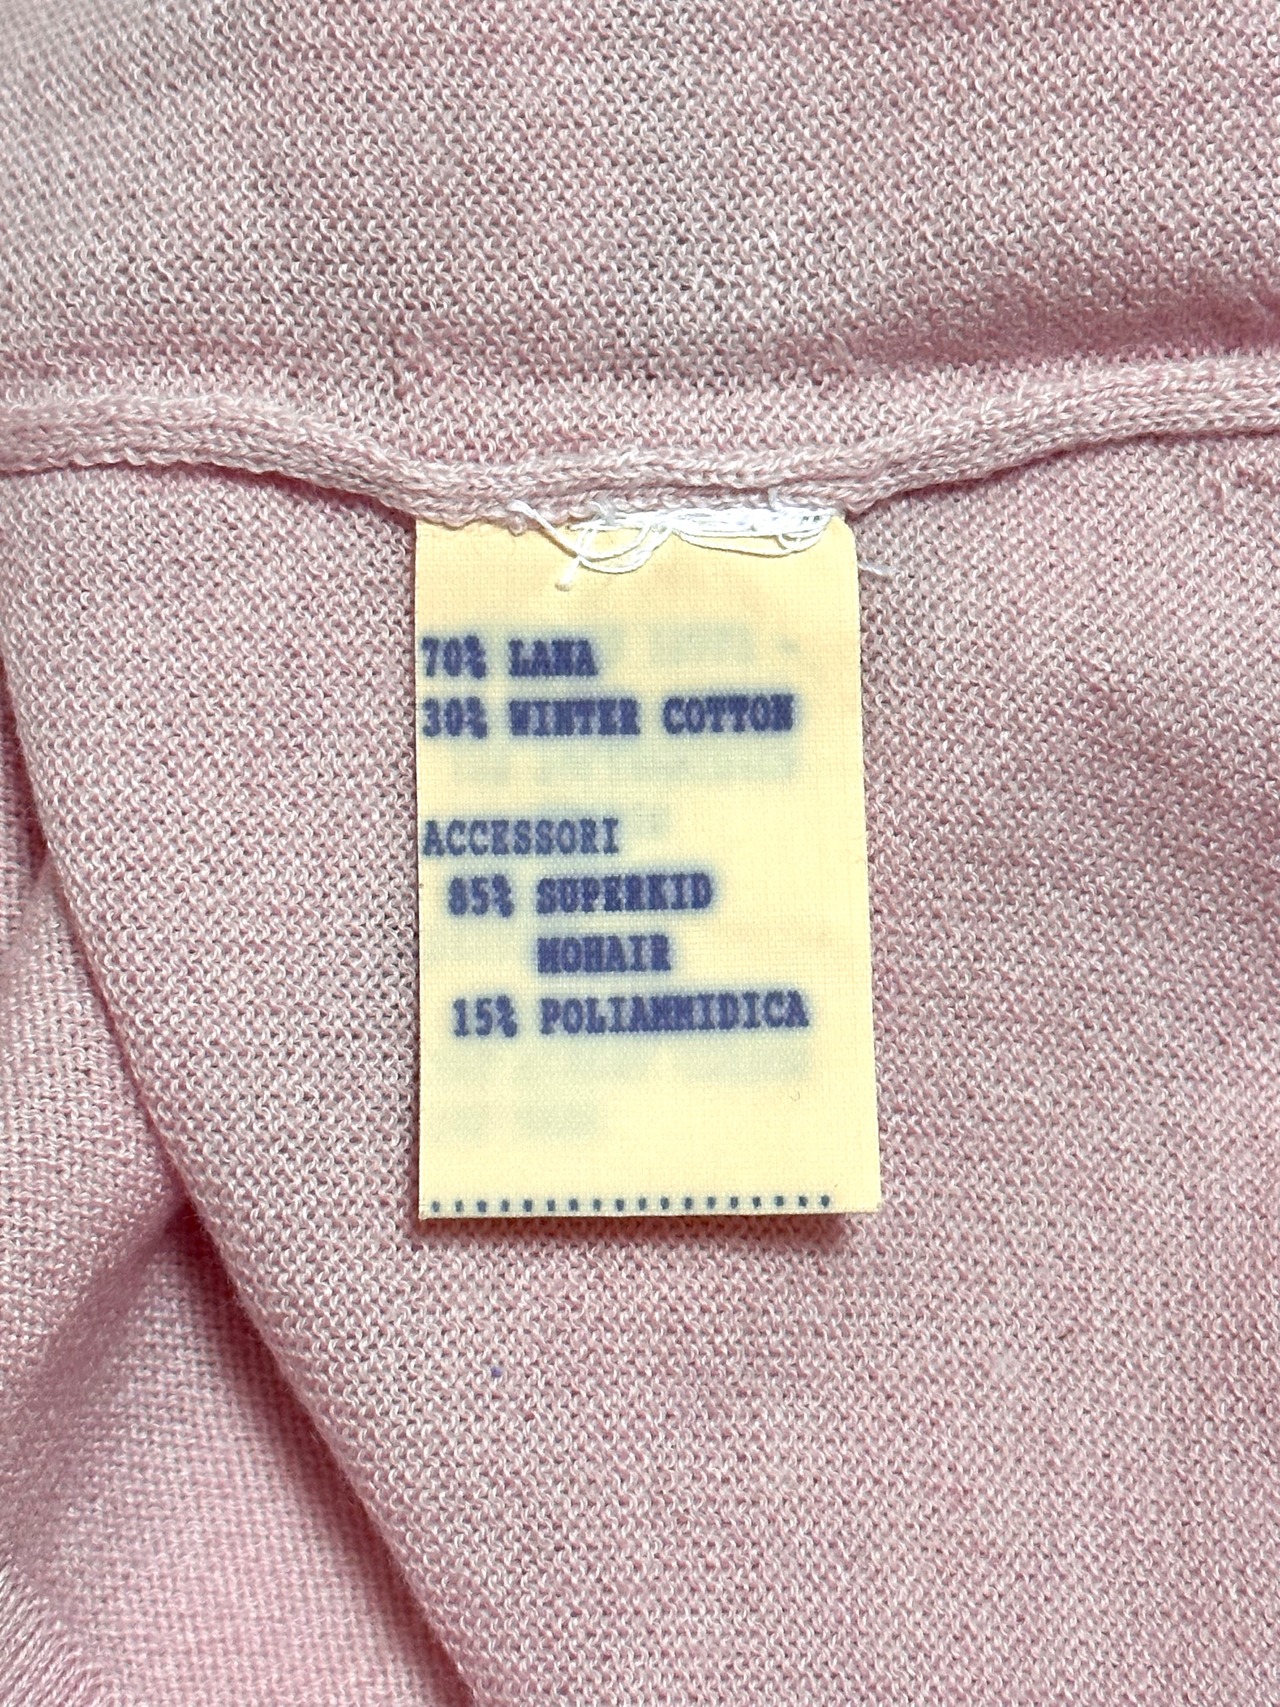 70% LANA
30% WINTER COTTON
ACCESSORI
85% SUPERKID
MOHAIR
15% POLIAMMIDICA